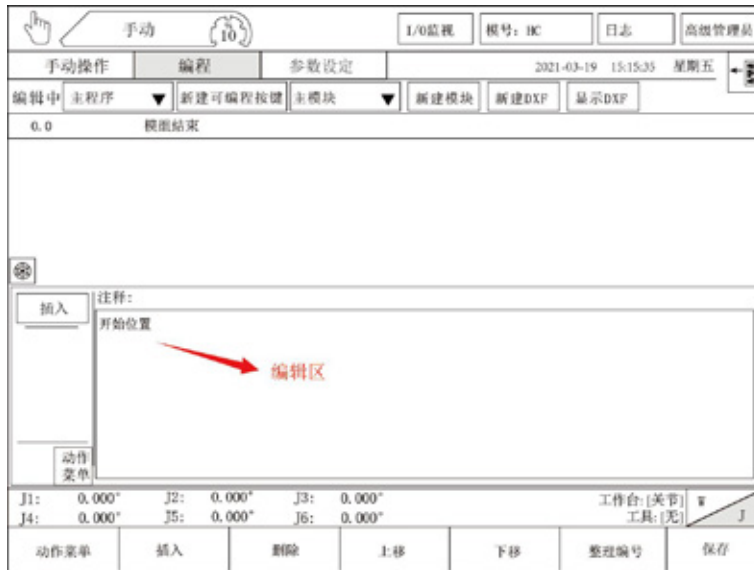 手动 10 I/O监视 模号：HC 日志 高级管理员
手动操作 编程 参数设定 2021-03-19 15:15:35 星期五
编辑中 主程序 新建可编程按键 主模块 新建模块 新建DXF 显示DXF
0.0 模组结束
插入 注释:
开始位置
编辑区
动作
菜单
J1: 0.000° J2: 0.000° J3: 0.000° 工作台:[关节]
J4: 0.000° J5: 0.000° J6: 0.000° 工具:[无] J
动作菜单 插入 删除 上移 下移 整理编号 保存